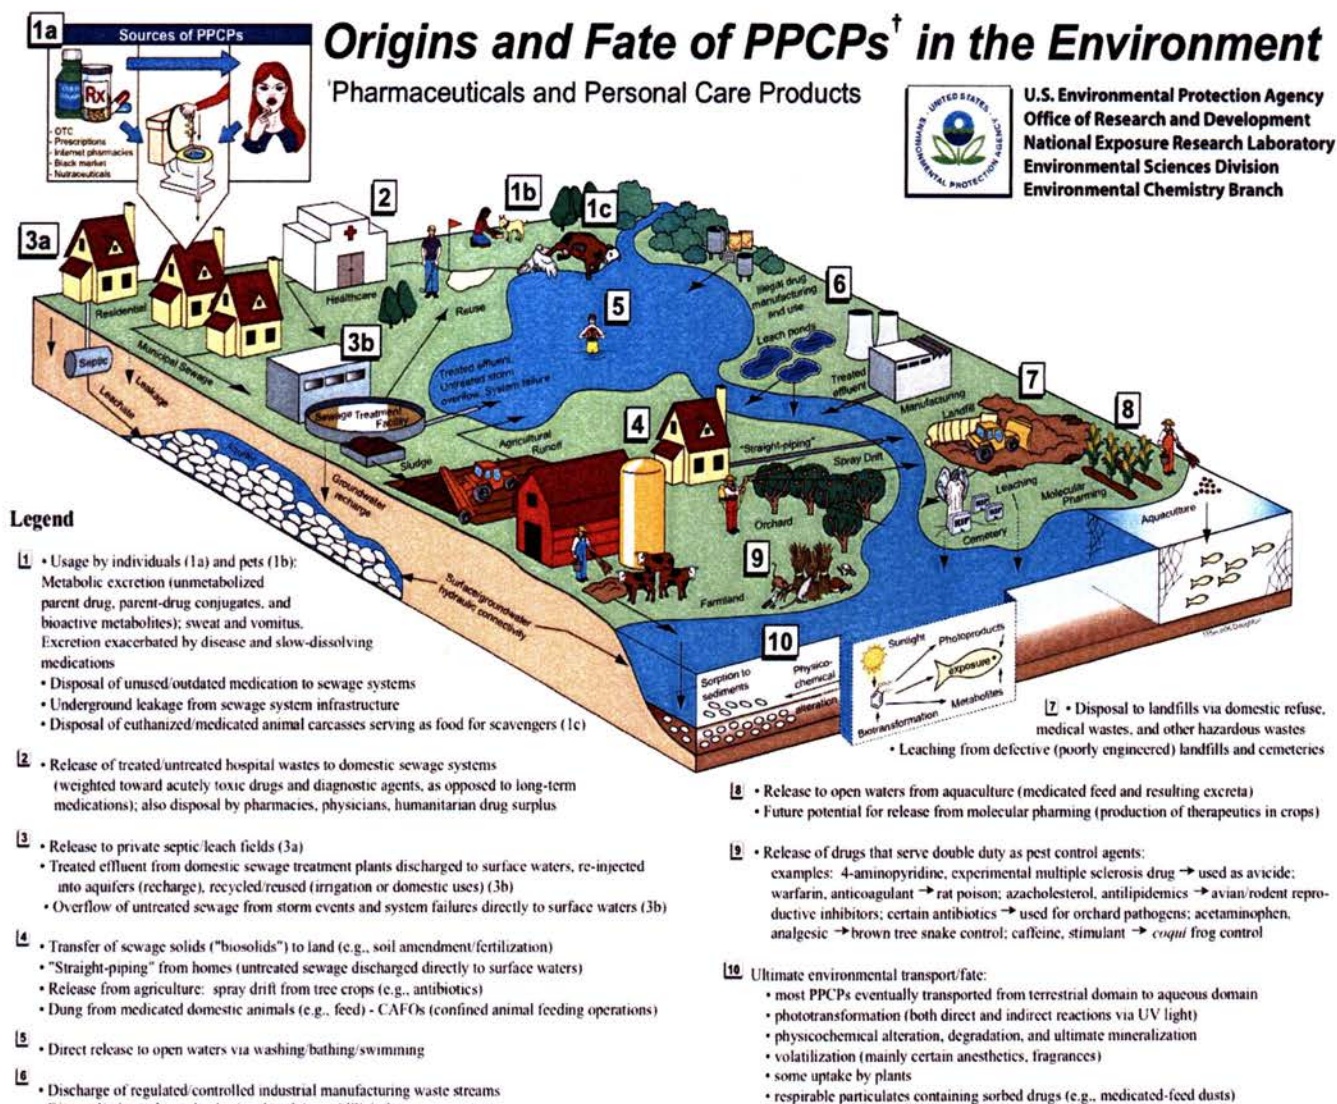 1a
Sources of PPCPs
Rx
- OTC
- Prescriptions
- Internet pharmacies
- Black market
- Nutraceuticals
Origins and Fate of PPCPs† in the Environment
†Pharmaceuticals and Personal Care Products
UNITED STATES
ENVIRONMENTAL PROTECTION AGENCY
U.S. Environmental Protection Agency
Office of Research and Development
National Exposure Research Laboratory
Environmental Sciences Division
Environmental Chemistry Branch
1b
1c
2
3a
Residential
Healthcare
Reuse
5
Illegal drug
manufacturing
and use
6
Leach ponds
Septic
Municipal Sewage
3b
Leakage
Leachate
Treated effluent,
Untreated storm
overflow, System failure
Sewage Treatment
Facility
Treated
effluent
Manufacturing
7
Landfill
8
4
Agricultural
Runoff
Sludge
"Straight-piping"
Spray Drift
Aquifer
Groundwater
recharge
Leaching
Molecular
Pharming
Aquaculture
Orchard
RIP
RIP
RIP
Cemetery
9
Farmland
Surface/groundwater
hydraulic connectivity
10
Sorption to
sediments
Physico-
chemical
alteration
Sunlight
Photoproducts
exposure
Metabolites
Biotransformation
Legend
1 • Usage by individuals (1a) and pets (1b):
Metabolic excretion (unmetabolized
parent drug, parent-drug conjugates, and
bioactive metabolites); sweat and vomitus.
Excretion exacerbated by disease and slow-dissolving
medications
• Disposal of unused/outdated medication to sewage systems
• Underground leakage from sewage system infrastructure
• Disposal of euthanized/medicated animal carcasses serving as food for scavengers (1c)
2 • Release of treated/untreated hospital wastes to domestic sewage systems
(weighted toward acutely toxic drugs and diagnostic agents, as opposed to long-term
medications); also disposal by pharmacies, physicians, humanitarian drug surplus
3 • Release to private septic/leach fields (3a)
• Treated effluent from domestic sewage treatment plants discharged to surface waters, re-injected
into aquifers (recharge), recycled/reused (irrigation or domestic uses) (3b)
• Overflow of untreated sewage from storm events and system failures directly to surface waters (3b)
4 • Transfer of sewage solids ("biosolids") to land (e.g., soil amendment/fertilization)
• "Straight-piping" from homes (untreated sewage discharged directly to surface waters)
• Release from agriculture: spray drift from tree crops (e.g., antibiotics)
• Dung from medicated domestic animals (e.g., feed) - CAFOs (confined animal feeding operations)
5 • Direct release to open waters via washing/bathing/swimming
6 • Discharge of regulated/controlled industrial manufacturing waste streams
7 • Disposal to landfills via domestic refuse,
medical wastes, and other hazardous wastes
• Leaching from defective (poorly engineered) landfills and cemeteries
8 • Release to open waters from aquaculture (medicated feed and resulting excreta)
• Future potential for release from molecular pharming (production of therapeutics in crops)
9 • Release of drugs that serve double duty as pest control agents:
examples: 4-aminopyridine, experimental multiple sclerosis drug → used as avicide;
warfarin, anticoagulant → rat poison; azacholesterol, antilipidemics → avian/rodent repro-
ductive inhibitors; certain antibiotics → used for orchard pathogens; acetaminophen,
analgesic → brown tree snake control; caffeine, stimulant → coqui frog control
10 Ultimate environmental transport/fate:
• most PPCPs eventually transported from terrestrial domain to aqueous domain
• phototransformation (both direct and indirect reactions via UV light)
• physicochemical alteration, degradation, and ultimate mineralization
• volatilization (mainly certain anesthetics, fragrances)
• some uptake by plants
• respirable particulates containing sorbed drugs (e.g., medicated-feed dusts)